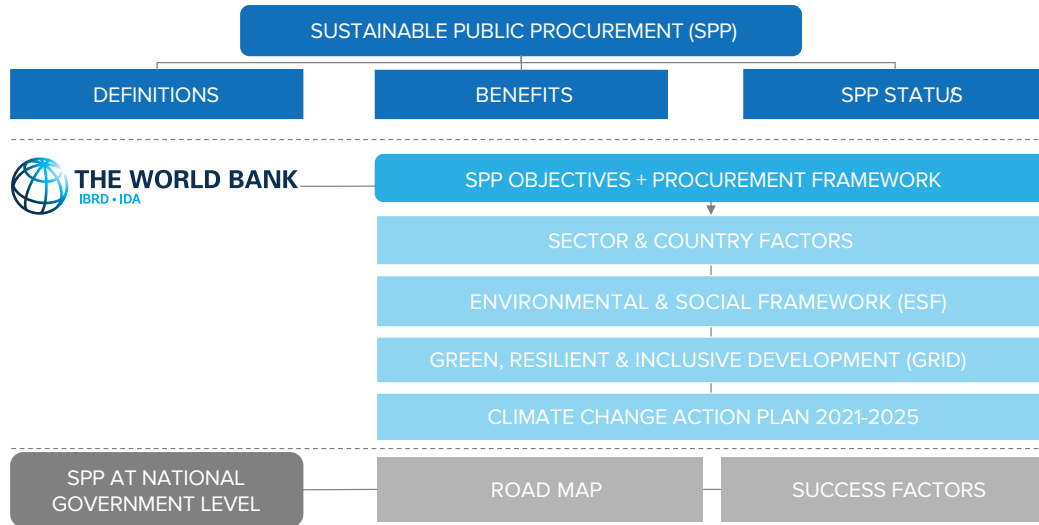 SUSTAINABLE PUBLIC PROCUREMENT (SPP)
DEFINITIONS
BENEFITS
SPP STATUS
THE WORLD BANK
IBRD • IDA
SPP OBJECTIVES + PROCUREMENT FRAMEWORK
SECTOR & COUNTRY FACTORS
ENVIRONMENTAL & SOCIAL FRAMEWORK (ESF)
GREEN, RESILIENT & INCLUSIVE DEVELOPMENT (GRID)
CLIMATE CHANGE ACTION PLAN 2021-2025
SPP AT NATIONAL
GOVERNMENT LEVEL
ROAD MAP
SUCCESS FACTORS